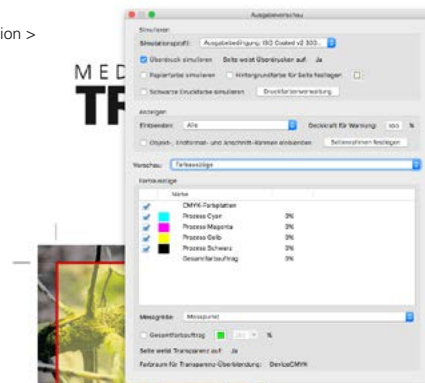 ion >
MED
TR
Ausgabevorschau
Simulieren
Simulationsprofil: Ausgabebedingung: ISO Coated v2 300...
Überdruck simulieren Seite weist Überdrucken auf: Ja
Papierfarbe simulieren Hintergrundfarbe für Seite festlegen
Schwarze Druckfarbe simulieren Druckfarbenverwaltung
Anzeigen
Einblenden: Alle Deckkraft für Warnung: 100 %
Objekt-, Endformat- und Anschnitt-Rahmen einblenden Seitenrahmen festlegen
Vorschau: Farbauszüge
Farbauszüge
Name
CMYK-Farbplatten
Prozess Cyan 0%
Prozess Magenta 0%
Prozess Gelb 0%
Prozess Schwarz 0%
Gesamtfarbauftrag 0%
Messgröße: Messpunkt
Gesamtfarbauftrag %
Seite weist Transparenz auf: Ja
Farbraum für Transparenz-Überblendung: DeviceCMYK